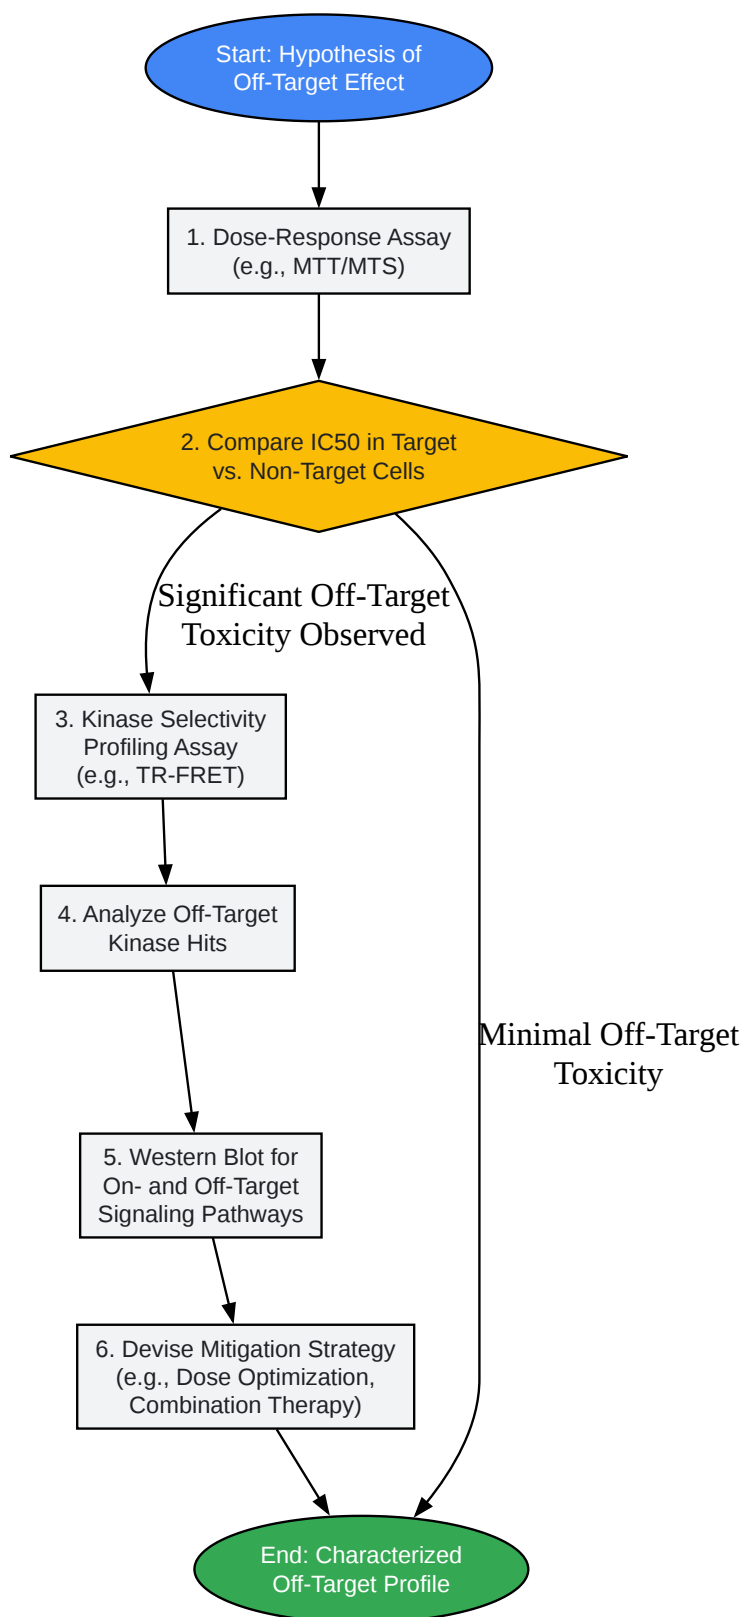 Start: Hypothesis of
Off-Target Effect
1. Dose-Response Assay
(e.g., MTT/MTS)
2. Compare IC50 in Target
vs. Non-Target Cells
Significant Off-Target
Toxicity Observed
3. Kinase Selectivity
Profiling Assay
(e.g., TR-FRET)
4. Analyze Off-Target
Kinase Hits
Minimal Off-Target
Toxicity
5. Western Blot for
On- and Off-Target
Signaling Pathways
6. Devise Mitigation Strategy
(e.g., Dose Optimization,
Combination Therapy)
End: Characterized
Off-Target Profile